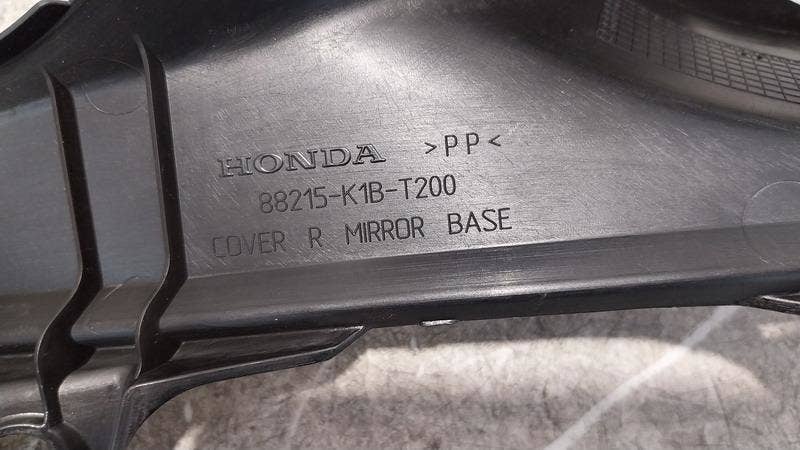 HONDA >PP<
88215-K1B-T200
COVER R MIRROR BASE